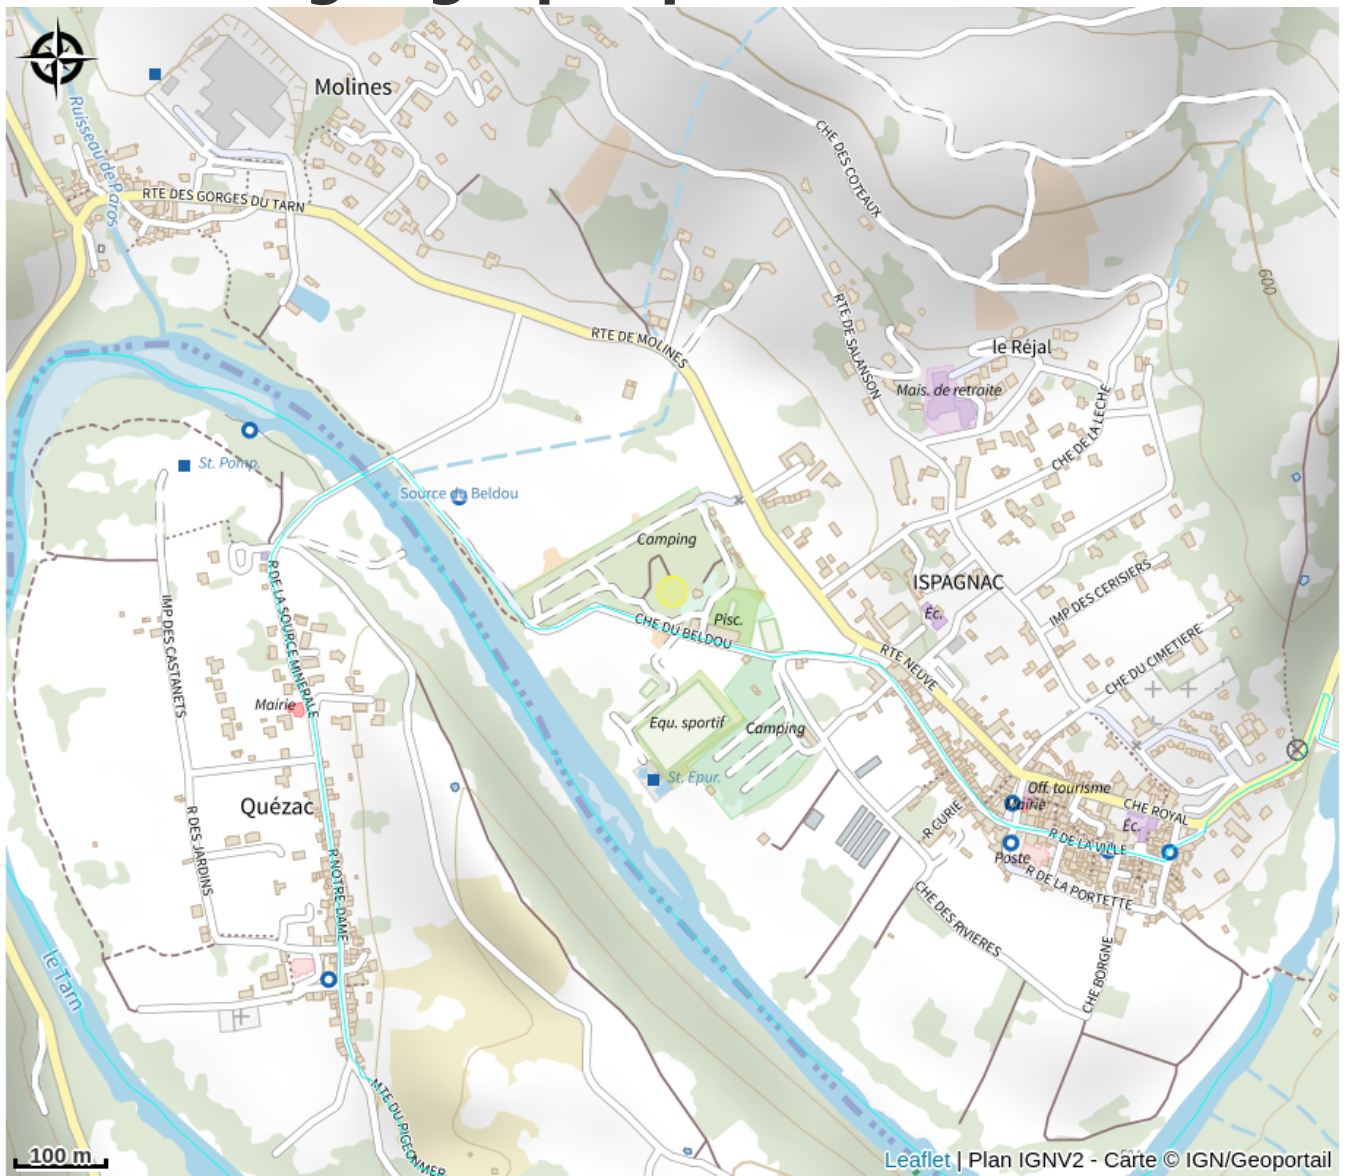 Molines
Ruisseau de Paros
RTE DES GORGES DU TARN
CHE DES COTEAUX
600
RTE DE MOLINES
RTE DE SALANSON
le Réjal
Mais. de retraite
CHE DE LA LECHE
St. Pomp.
Source du Beldou
Camping
ISPAGNAC
Ec.
IMP DES CERISIERS
Pisc.
CHE DU BELDOU
R DE LA SOURCE MINERALE
IMP DES CASTANETS
RTE NEUVE
CHE DU CIMETIERE
Mairie
Equ. sportif
Camping
St. Epur.
Quézac
Off. tourisme
Mairie
CHE ROYAL
Ec.
R CURIE
R DE LA VILLE
Poste
R DE LA PORTETTE
R DES JARDINS
R NOTRE-DAME
CHE DES RIVIERES
CHE BORGNE
le Tarn
MTE DU PIGEONNIER
100 m
Leaflet | Plan IGNV2 - Carte © IGN/Geoportail